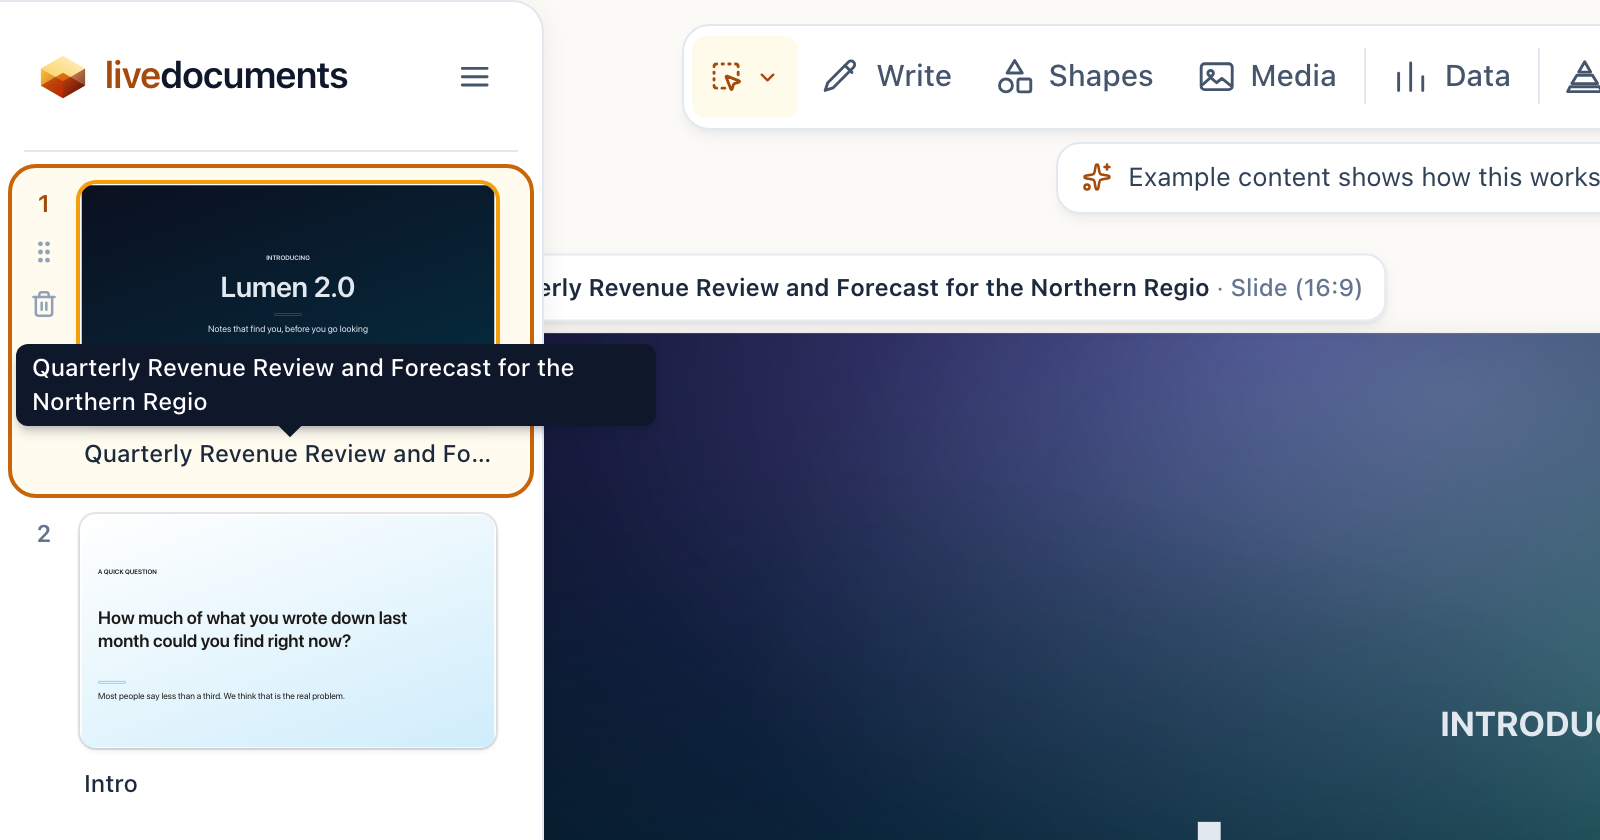 livedocuments
Write
Shapes
Media
Data
Example content shows how this works
1
INTRODUCING
Lumen 2.0
Notes that find you, before you go looking
erly Revenue Review and Forecast for the Northern Regio · Slide (16:9)
Quarterly Revenue Review and Forecast for the
Northern Regio
Quarterly Revenue Review and Fo...
2
A QUICK QUESTION
How much of what you wrote down last
month could you find right now?
Most people say less than a third. We think that is the real problem.
Intro
INTRODUC